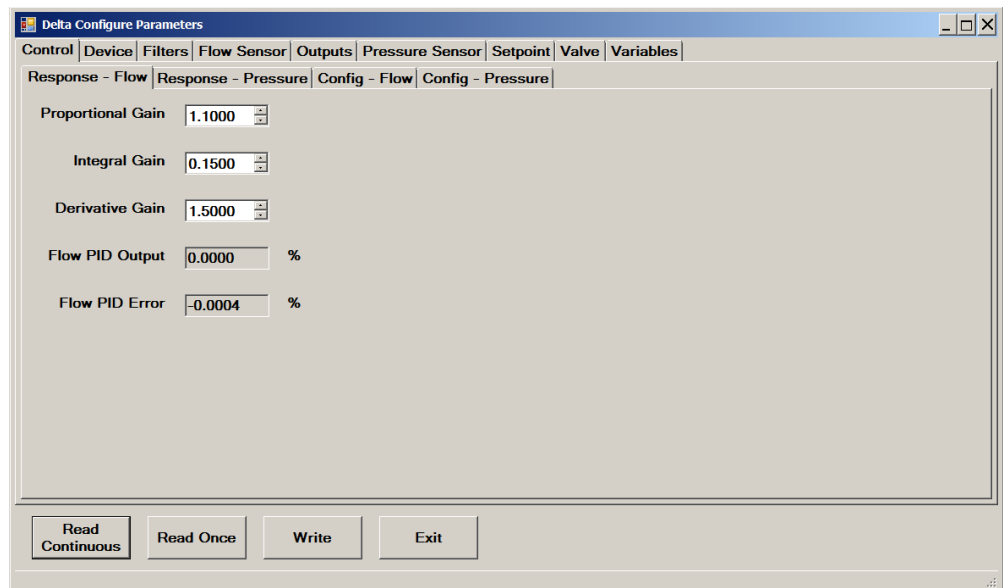 Delta Configure Parameters
Control Device Filters Flow Sensor Outputs Pressure Sensor Setpoint Valve Variables
Response - Flow Response - Pressure Config - Flow Config - Pressure
Proportional Gain 1.1000
Integral Gain 0.1500
Derivative Gain 1.5000
Flow PID Output 0.0000 %
Flow PID Error -0.0004 %
Read
Continuous
Read Once
Write
Exit